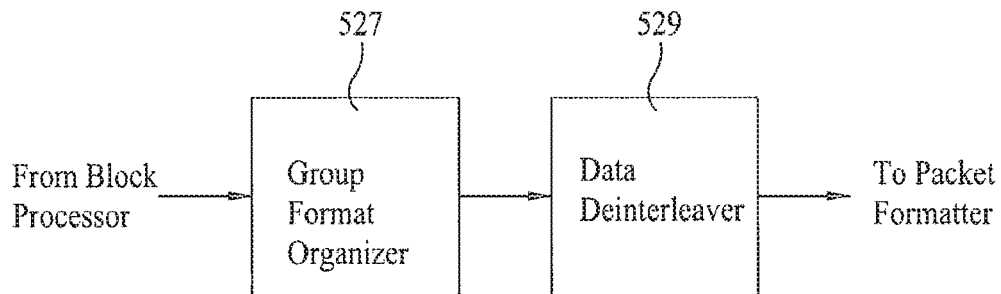 527
529
From Block
Processor
Group
Format
Organizer
Data
Deinterleaver
To Packet
Formatter